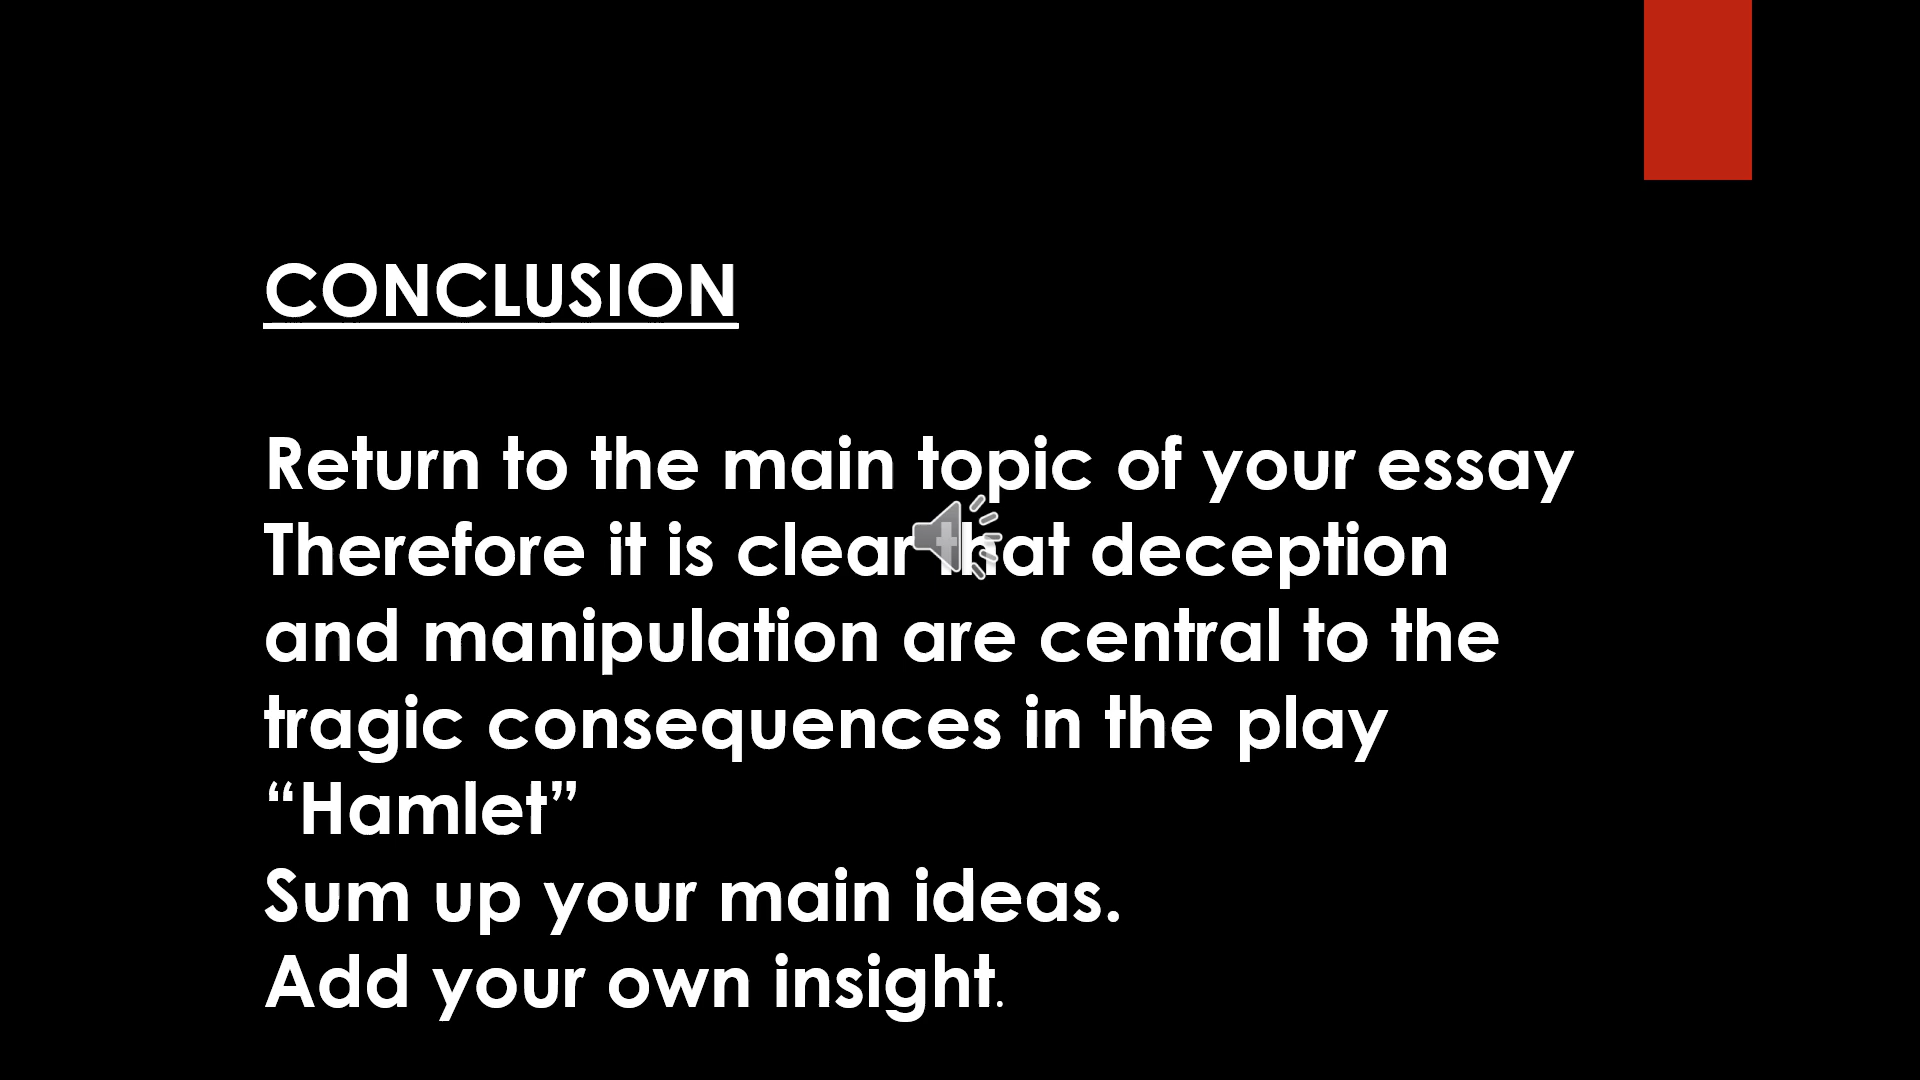 CONCLUSION
Return to the main topic of your essay
Therefore it is clear that deception
and manipulation are central to the
tragic consequences in the play
“Hamlet”
Sum up your main ideas.
Add your own insight.